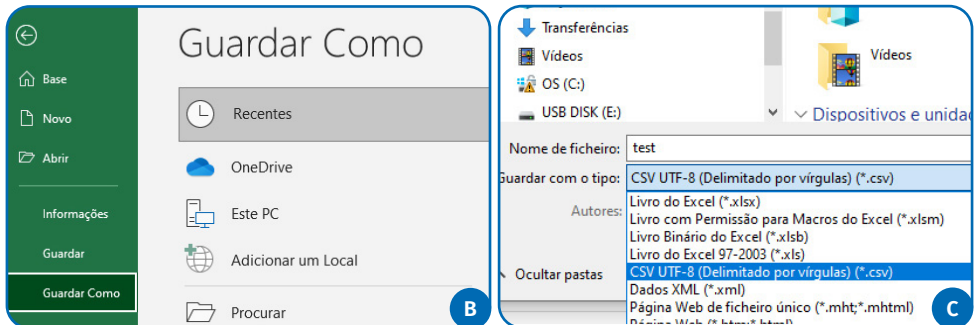 Guardar Como
Base
Novo
Abrir
Informações
Guardar
Guardar Como
Recentes
OneDrive
Este PC
Adicionar um Local
Procurar
B
Transferências
Vídeos
OS (C:)
USB DISK (E:)
Vídeos
Dispositivos e unida
Nome de ficheiro: test
Guardar com o tipo: CSV UTF-8 (Delimitado por vírgulas) (*.csv)
Autores:
Livro do Excel (*.xlsx)
Livro com Permissão para Macros do Excel (*.xlsm)
Livro Binário do Excel (*.xlsb)
Livro do Excel 97-2003 (*.xls)
CSV UTF-8 (Delimitado por vírgulas) (*.csv)
Dados XML (*.xml)
Página Web de ficheiro único (*.mht;*.mhtml)
Página Web (*.htm;*.html)
Ocultar pastas
C